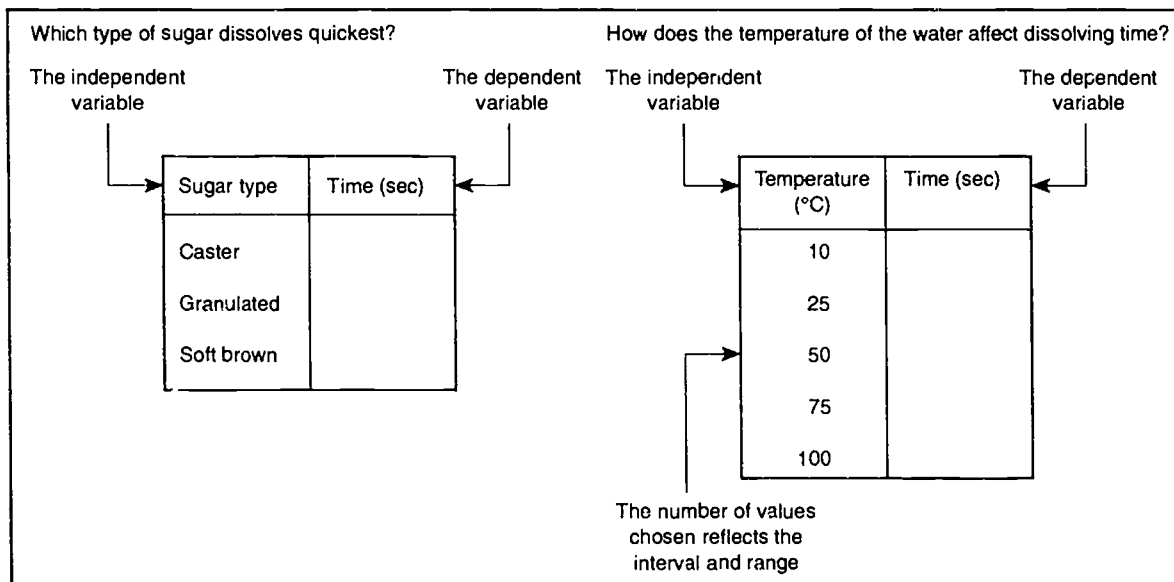 Which type of sugar dissolves quickest?
The independent
variable
The dependent
variable
Sugar type Time (sec)
Caster
Granulated
Soft brown
How does the temperature of the water affect dissolving time?
The independent
variable
The dependent
variable
Temperature Time (sec)
(°C)
10
25
50
75
100
The number of values
chosen reflects the
interval and range